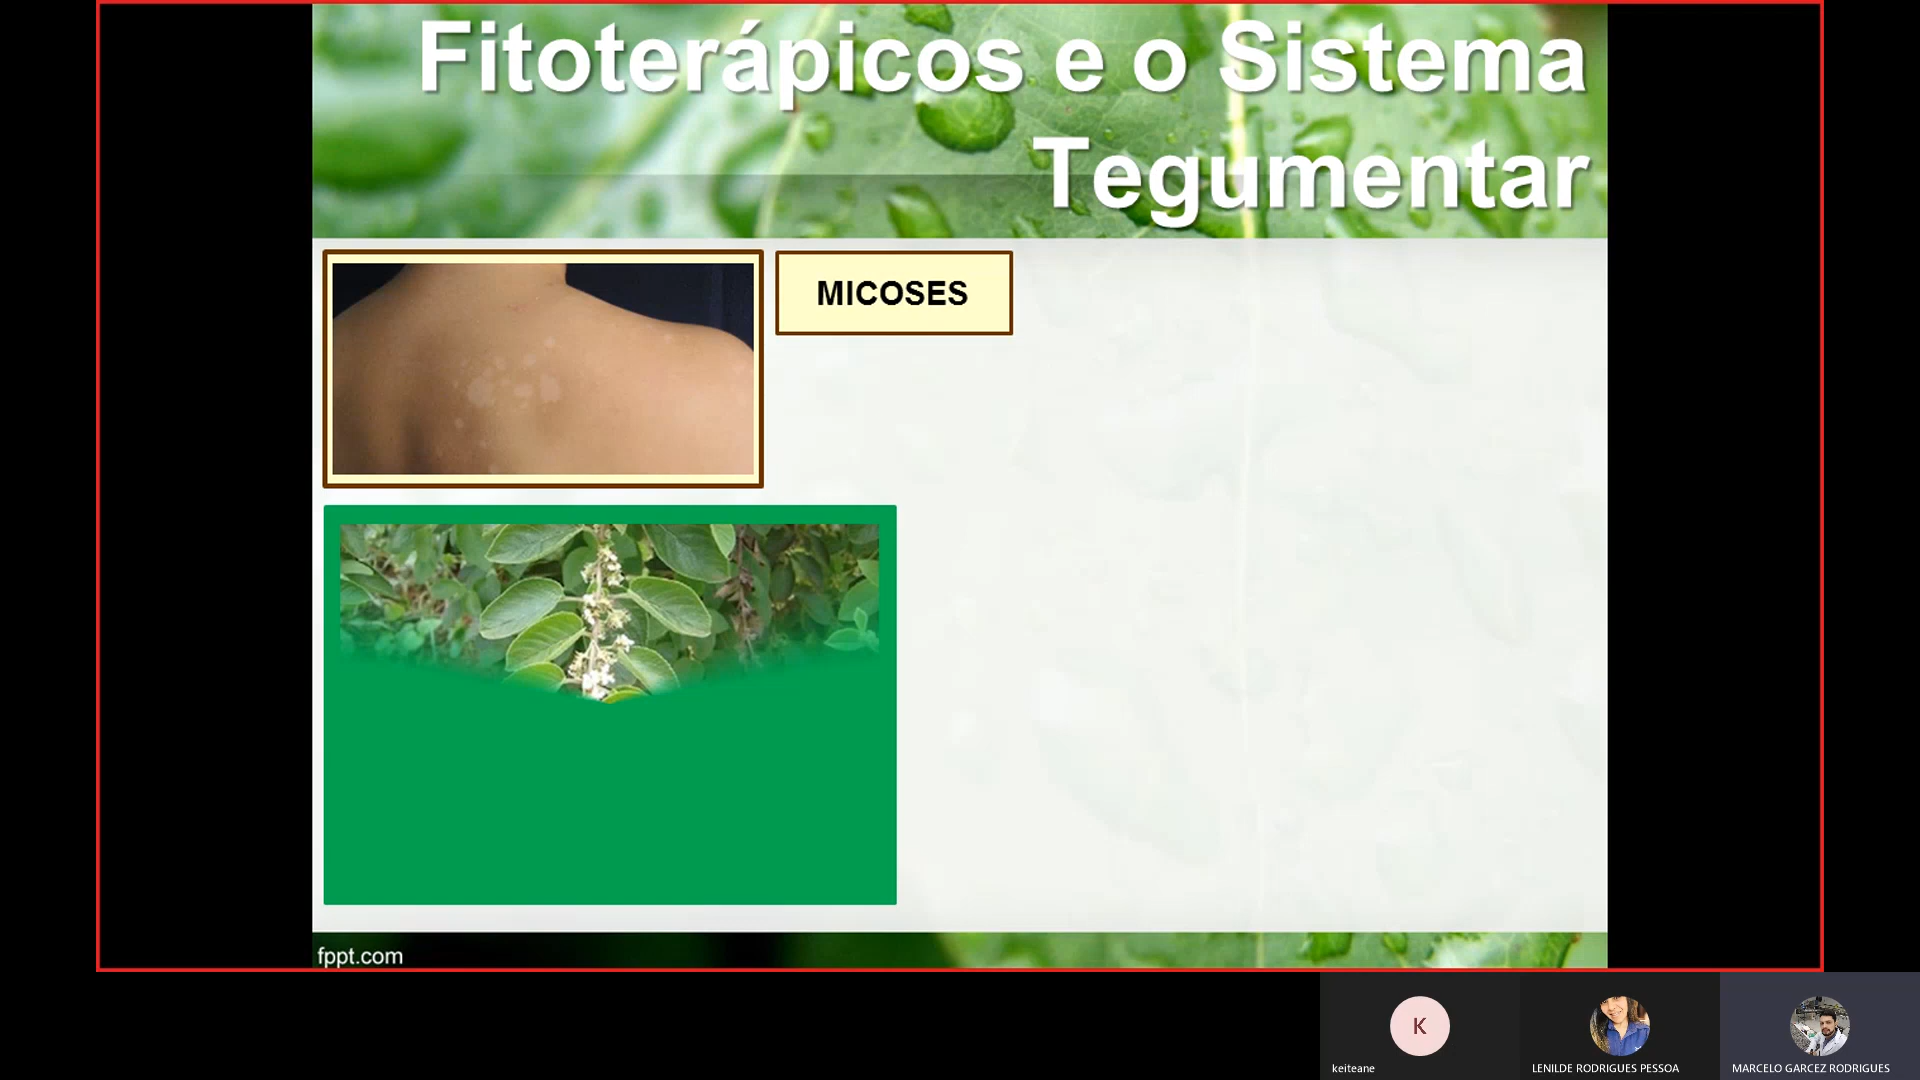 Fitoterápicos e o Sistema
Tegumentar
MICOSES
fppt.com
K
keiteane
LENILDE RODRIGUES PESSOA
MARCELO GARCEZ RODRIGUES